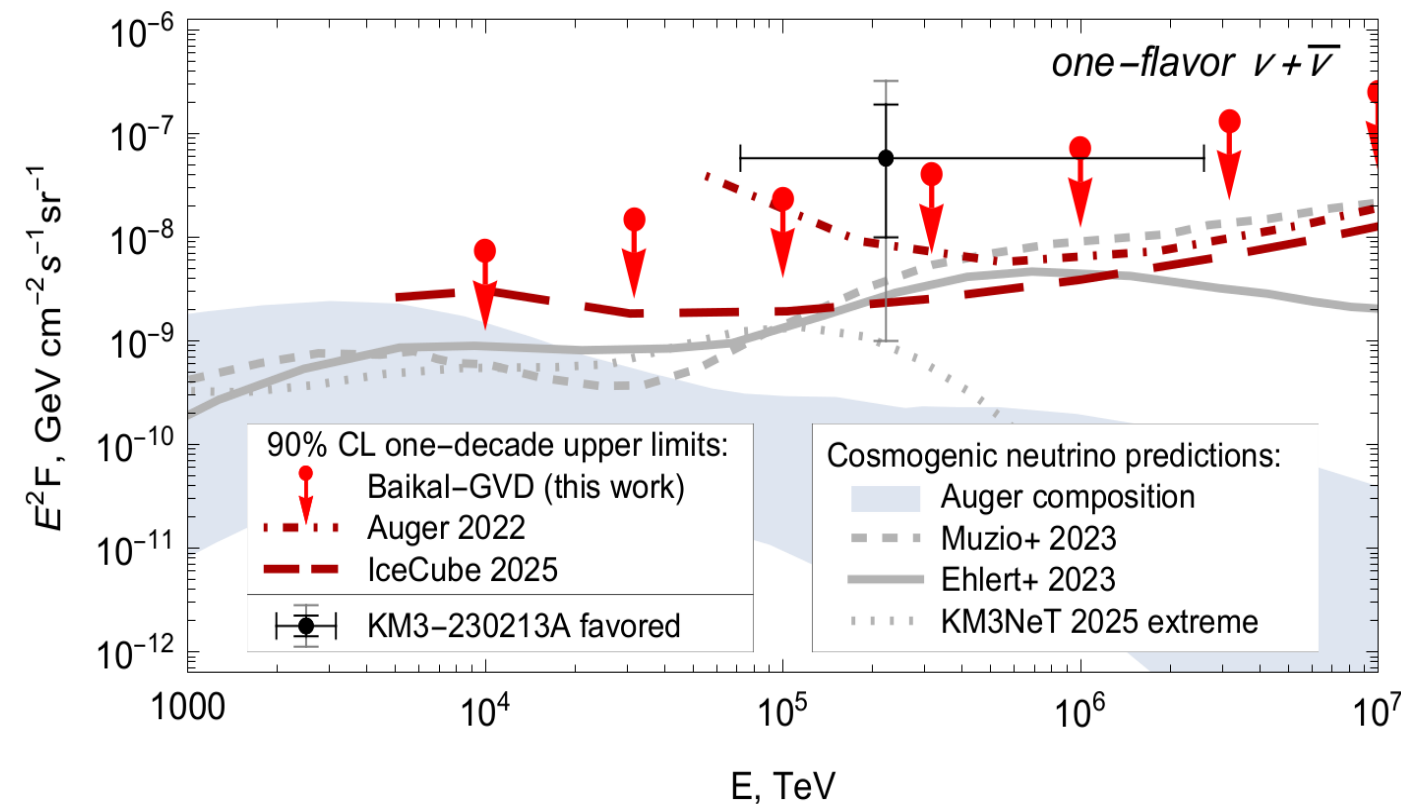 one−flavor ν + ν̅
E²F, GeV cm⁻²s⁻¹sr⁻¹
10⁻⁶
10⁻⁷
10⁻⁸
10⁻⁹
10⁻¹⁰
10⁻¹¹
10⁻¹²
90% CL one−decade upper limits:
Baikal−GVD (this work)
Auger 2022
IceCube 2025
KM3−230213A favored
Cosmogenic neutrino predictions:
Auger composition
Muzio+ 2023
Ehlert+ 2023
KM3NeT 2025 extreme
1000 10⁴ 10⁵ 10⁶ 10⁷
E, TeV